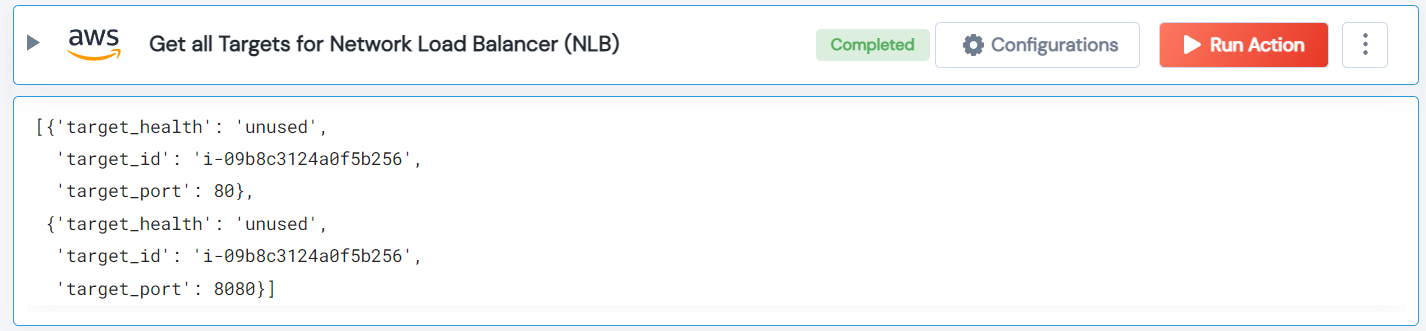 aws Get all Targets for Network Load Balancer (NLB) Completed Configurations Run Action
[{'target_health': 'unused',
'target_id': 'i-09b8c3124a0f5b256',
'target_port': 80},
{'target_health': 'unused',
'target_id': 'i-09b8c3124a0f5b256',
'target_port': 8080}]